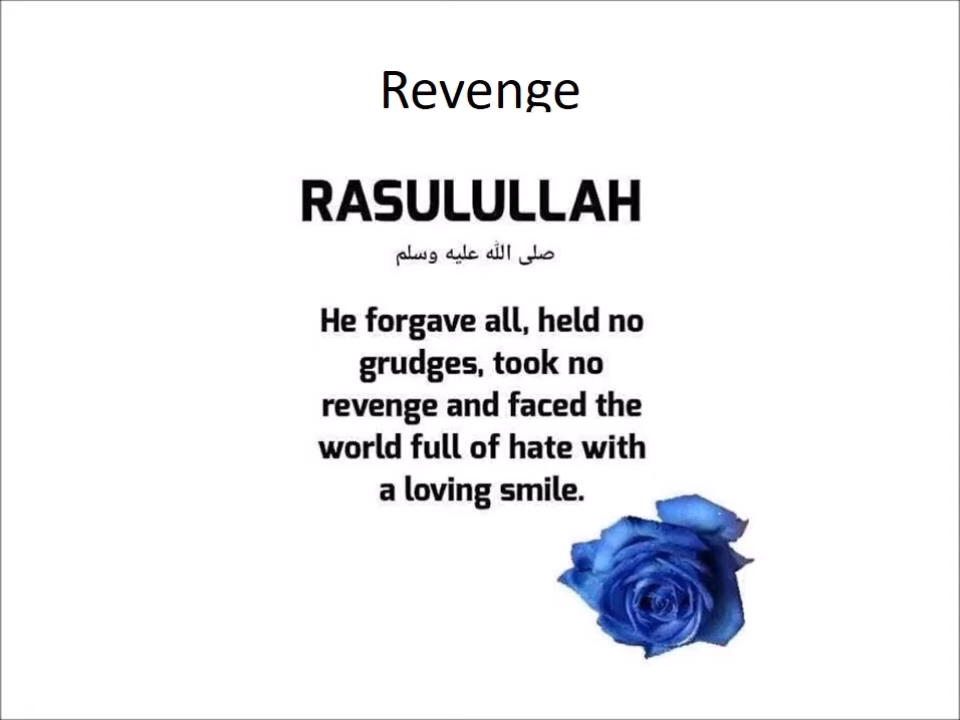 Revenge
RASULULLAH
صلى الله عليه وسلم
He forgave all, held no
grudges, took no
revenge and faced the
world full of hate with
a loving smile.